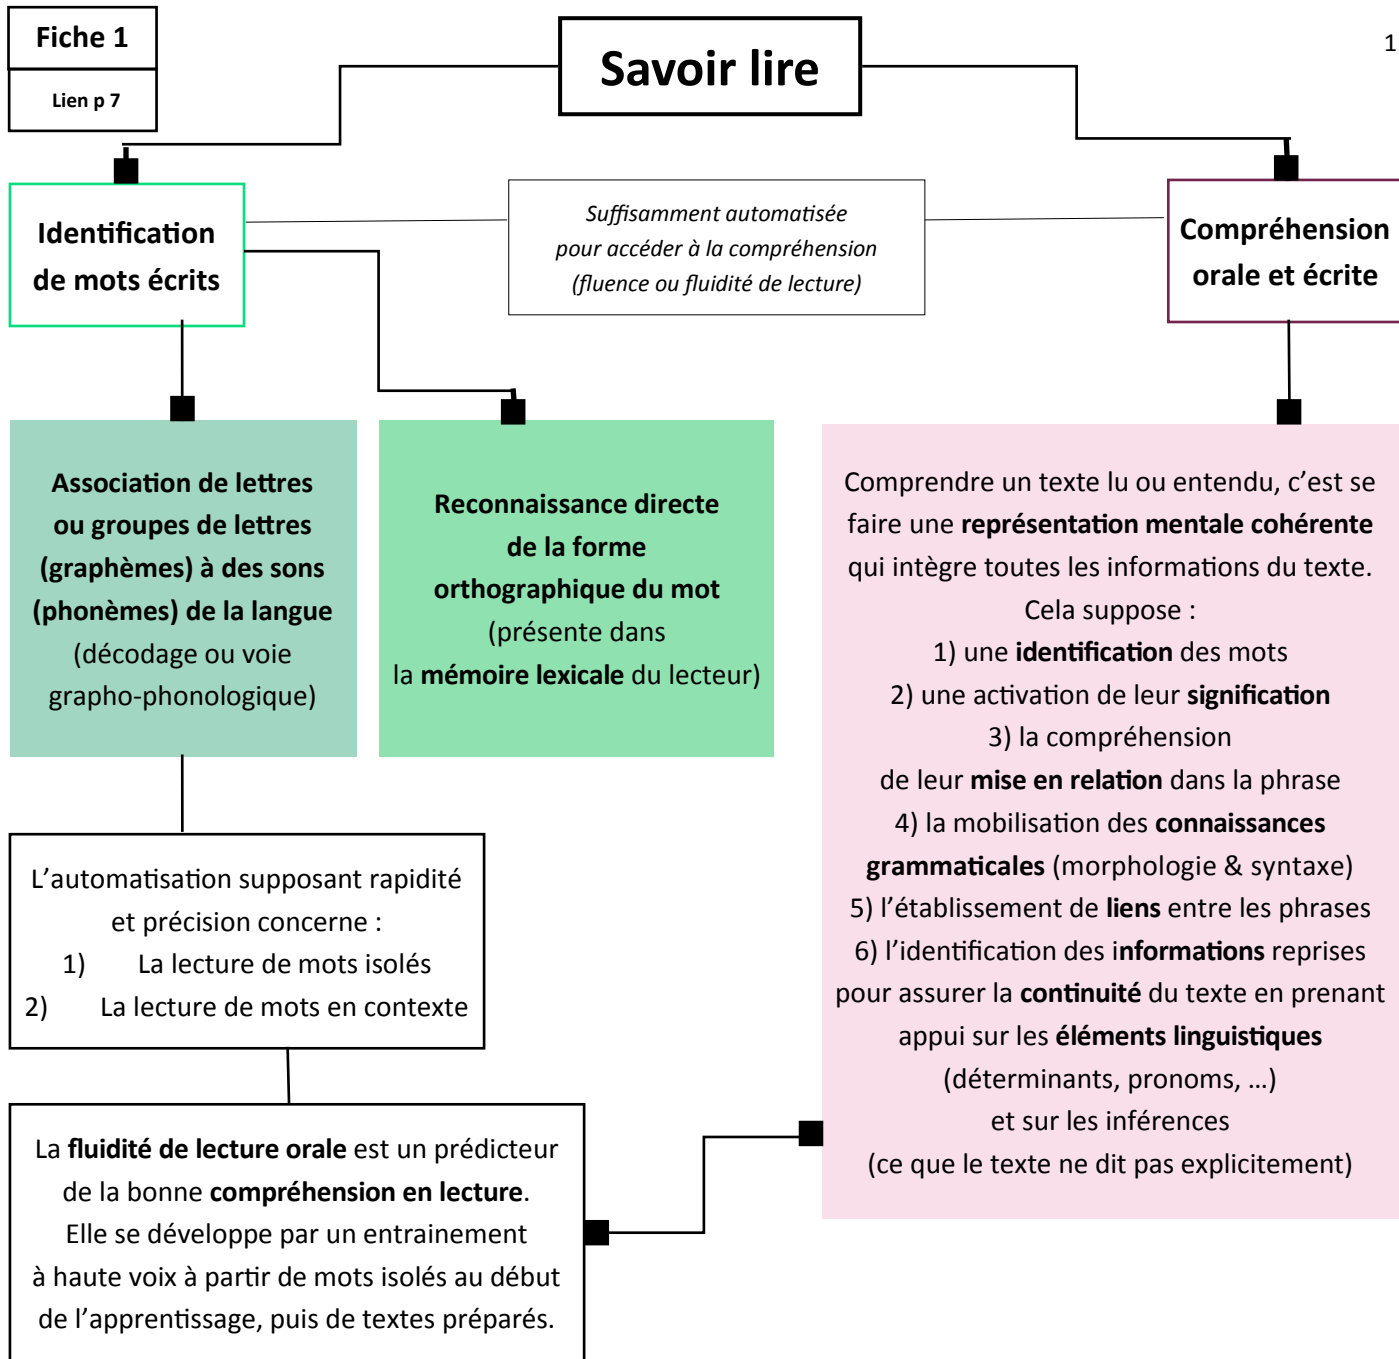 Fiche 1
Lien p 7
Savoir lire
1
Identification
de mots écrits
Suffisamment automatisée
pour accéder à la compréhension
(fluence ou fluidité de lecture)
Compréhension
orale et écrite
Association de lettres
ou groupes de lettres
(graphèmes) à des sons
(phonèmes) de la langue
(décodage ou voie
grapho-phonologique)
Reconnaissance directe
de la forme
orthographique du mot
(présente dans
la mémoire lexicale du lecteur)
Comprendre un texte lu ou entendu, c’est se
faire une représentation mentale cohérente
qui intègre toutes les informations du texte.
Cela suppose :
1) une identification des mots
2) une activation de leur signification
3) la compréhension
de leur mise en relation dans la phrase
4) la mobilisation des connaissances
grammaticales (morphologie & syntaxe)
5) l’établissement de liens entre les phrases
6) l’identification des informations reprises
pour assurer la continuité du texte en prenant
appui sur les éléments linguistiques
(déterminants, pronoms, …)
et sur les inférences
(ce que le texte ne dit pas explicitement)
L’automatisation supposant rapidité
et précision concerne :
1) La lecture de mots isolés
2) La lecture de mots en contexte
La fluidité de lecture orale est un prédicteur
de la bonne compréhension en lecture.
Elle se développe par un entrainement
à haute voix à partir de mots isolés au début
de l’apprentissage, puis de textes préparés.